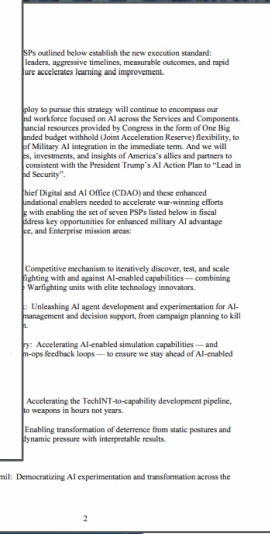 SPs outlined below establish the new execution standard:
leaders, aggressive timelines, measurable outcomes, and rapid
ure accelerates learning and improvement.
ploy to pursue this strategy will continue to encompass our
nd workforce focused on AI across the Services and Components.
nancial resources provided by Congress in the form of One Big
anded budget withhold (Joint Acceleration Reserve) flexibility, to
of Military AI integration in the immediate term. And we will
es, investments, and insights of America's allies and partners to
consistent with the President Trump's AI Action Plan to “Lead in
nd Security”.
hief Digital and AI Office (CDAO) and these enhanced
undational enablers needed to accelerate war-winning efforts
g with enabling the set of seven PSPs listed below in fiscal
ddress key opportunities for enhanced military AI advantage
ce, and Enterprise mission areas:
Competitive mechanism to iteratively discover, test, and scale
fighting with and against AI-enabled capabilities — combining
Warfighting units with elite technology innovators.
: Unleashing AI agent development and experimentation for AI-
management and decision support, from campaign planning to kill
n.
ry: Accelerating AI-enabled simulation capabilities — and
m-ops feedback loops — to ensure we stay ahead of AI-enabled
Accelerating the TechINT-to-capability development pipeline,
to weapons in hours not years.
Enabling transformation of deterrence from static postures and
dynamic pressure with interpretable results.
mil: Democratizing AI experimentation and transformation across the
2